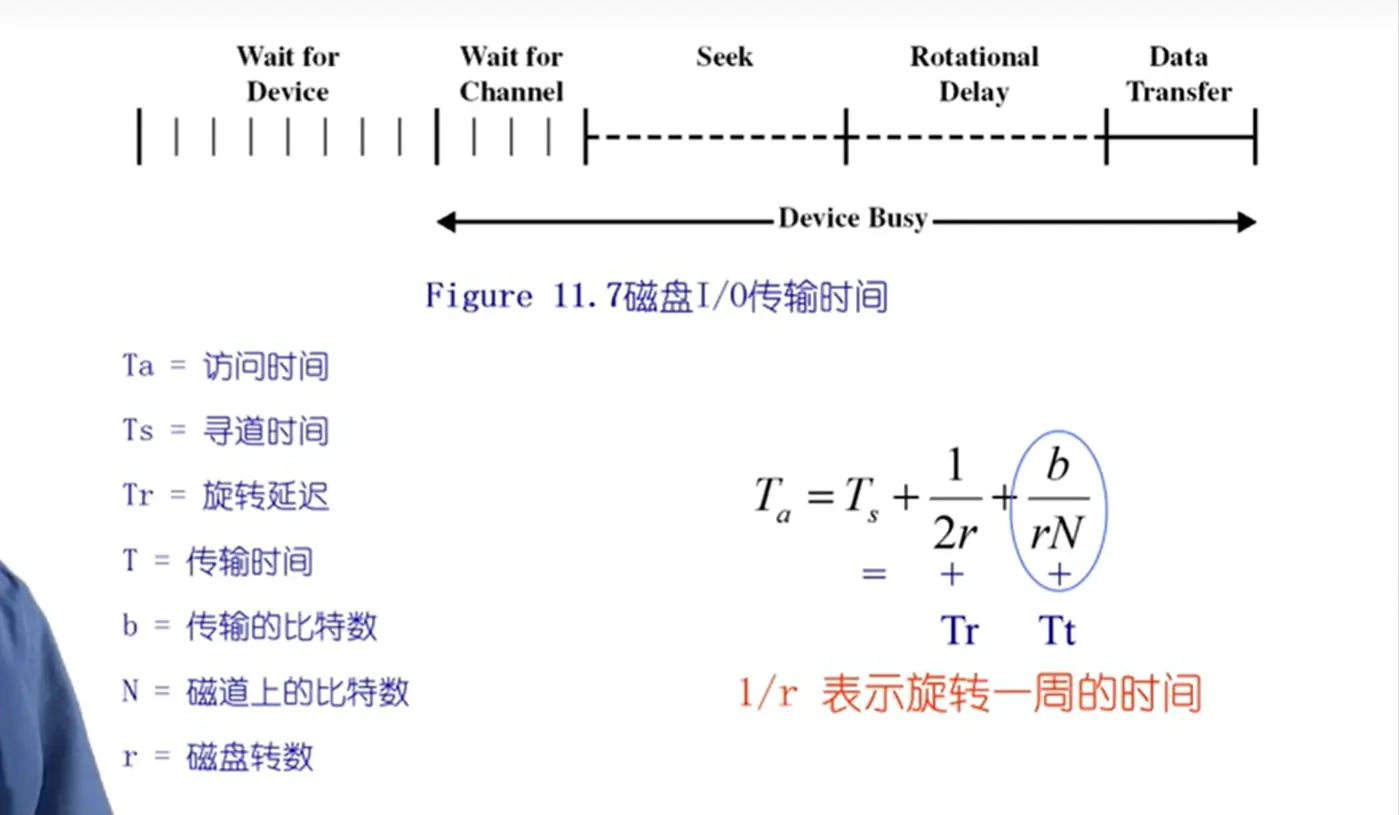 Wait for Device
Wait for Channel
Seek
Rotational Delay
Data Transfer
Device Busy
Figure 11.7磁盘I/O传输时间
Ta = 访问时间
Ts = 寻道时间
Tr = 旋转延迟
T = 传输时间
b = 传输的比特数
N = 磁道上的比特数
r = 磁盘转数
T_a = T_s + 1/2r + b/rN
= + +
Tr Tt
1/r 表示旋转一周的时间